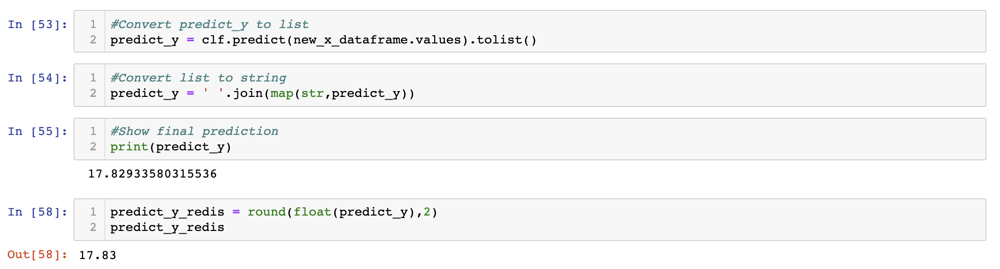 In [53]:
1 #Convert predict_y to list
2 predict_y = clf.predict(new_x_dataframe.values).tolist()
In [54]:
1 #Convert list to string
2 predict_y = ' '.join(map(str,predict_y))
In [55]:
1 #Show final prediction
2 print(predict_y)
17.82933580315536
In [58]:
1 predict_y_redis = round(float(predict_y),2)
2 predict_y_redis
Out[58]: 17.83